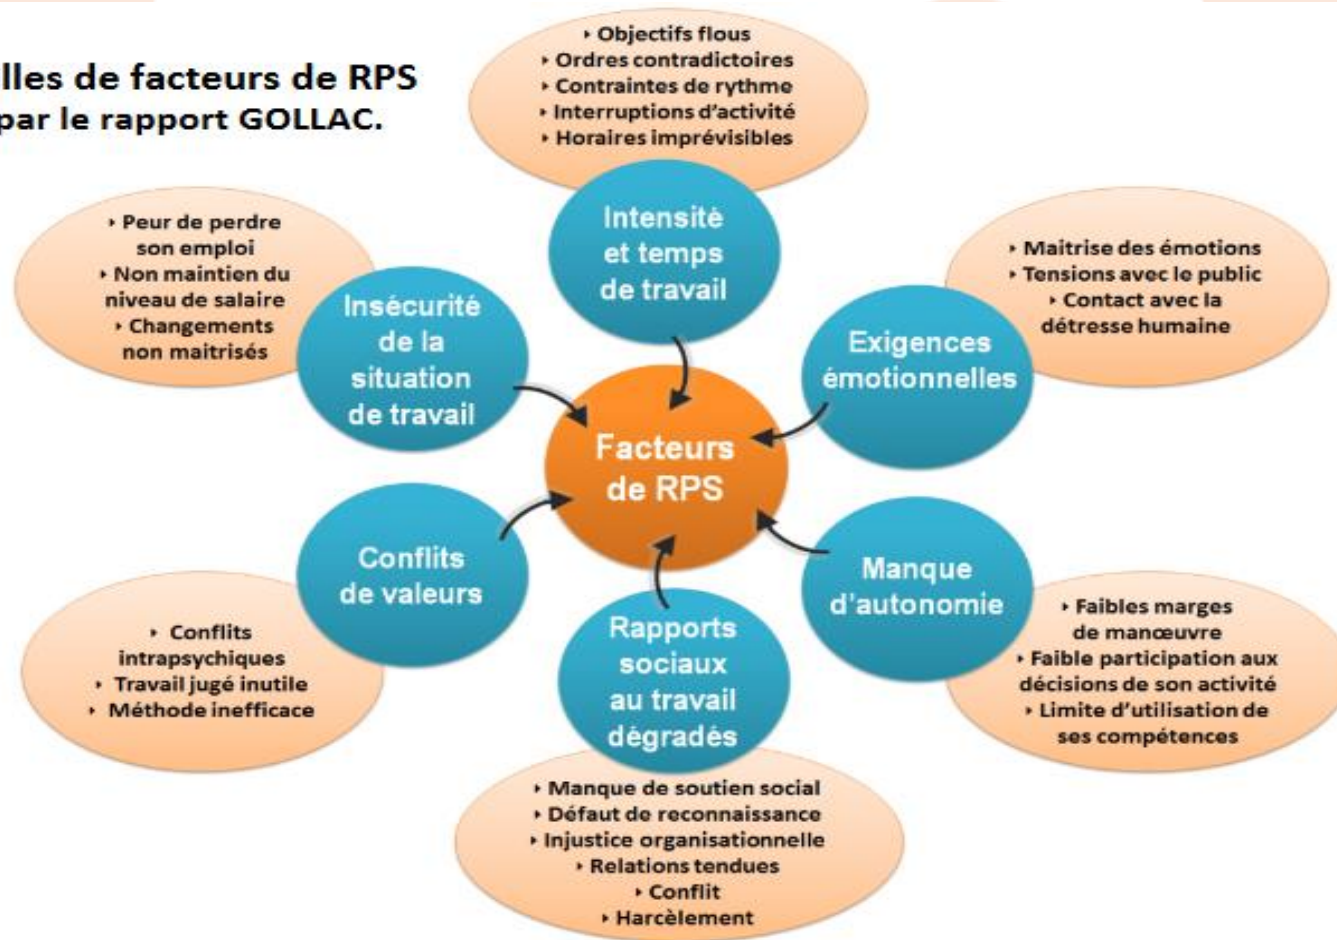 lles de facteurs de RPS
par le rapport GOLLAC.
‣ Objectifs flous
‣ Ordres contradictoires
‣ Contraintes de rythme
‣ Interruptions d'activité
‣ Horaires imprévisibles
Intensité
et temps
de travail
‣ Peur de perdre
son emploi
‣ Non maintien du
niveau de salaire
‣ Changements
non maitrisés
Insécurité
de la
situation
de travail
‣ Maitrise des émotions
‣ Tensions avec le public
‣ Contact avec la
détresse humaine
Exigences
émotionnelles
Facteurs
de RPS
Conflits
de valeurs
‣ Conflits
intrapsychiques
‣ Travail jugé inutile
‣ Méthode inefficace
Manque
d'autonomie
‣ Faibles marges
de manœuvre
‣ Faible participation aux
décisions de son activité
‣ Limite d'utilisation de
ses compétences
Rapports
sociaux
au travail
dégradés
‣ Manque de soutien social
‣ Défaut de reconnaissance
‣ Injustice organisationnelle
‣ Relations tendues
‣ Conflit
‣ Harcèlement